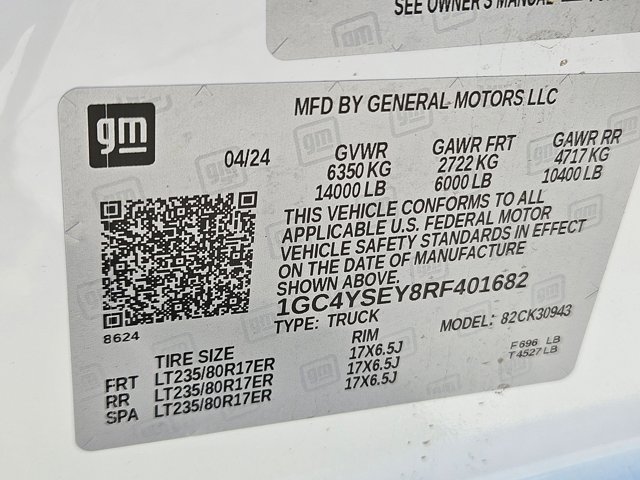 SEE OWNER'S MANUAL
gm
MFD BY GENERAL MOTORS LLC
04/24
GVWR
6350 KG
14000 LB
GAWR FRT
2722 KG
6000 LB
GAWR RR
4717 KG
10400 LB
THIS VEHICLE CONFORMS TO ALL
APPLICABLE U.S. FEDERAL MOTOR
VEHICLE SAFETY STANDARDS IN EFFECT
ON THE DATE OF MANUFACTURE
SHOWN ABOVE.
1GC4YSEY8RF401682
TYPE: TRUCK
MODEL: 82CK30943
8624
TIRE SIZE RIM
FRT LT235/80R17ER 17X6.5J
RR LT235/80R17ER 17X6.5J
SPA LT235/80R17ER 17X6.5J
F 696 LB
T 4527 LB